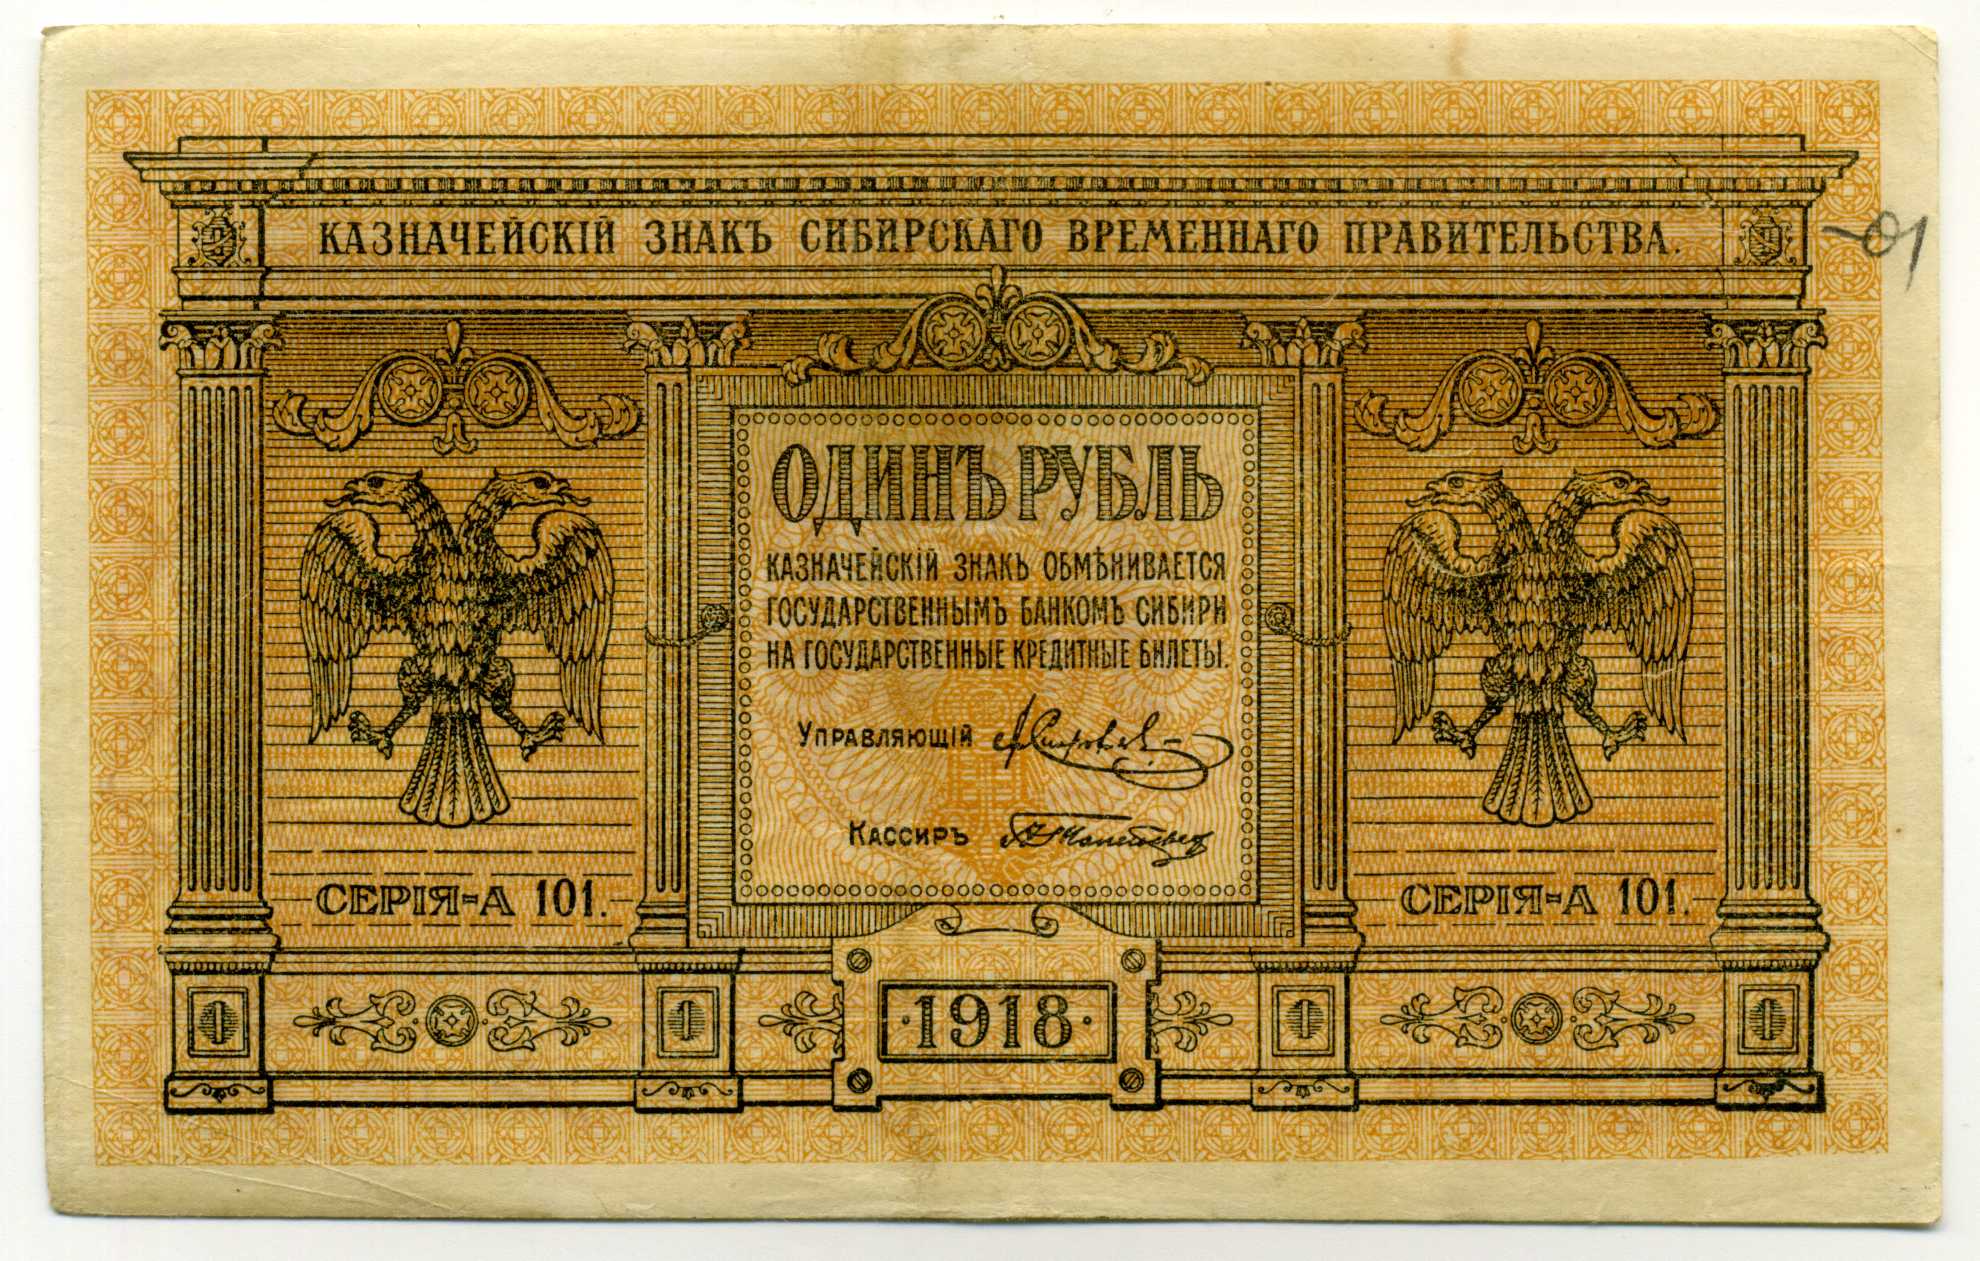 КАЗНАЧЕЙСКІЙ ЗНАКЪ СИБИРСКАГО ВРЕМЕННАГО ПРАВИТЕЛЬСТВА.
01
ОДИНЪ РУБЛЬ
КАЗНАЧЕЙСКІЙ ЗНАКЪ ОБМѢНИВАЕТСЯ
ГОСУДАРСТВЕННЫМЪ БАНКОМЪ СИБИРИ
НА ГОСУДАРСТВЕННЫЕ КРЕДИТНЫЕ БИЛЕТЫ.
УПРАВЛЯЮЩІЙ
КАССИРЪ
СЕРІЯ-А 101.
СЕРІЯ-А 101.
1 1 ·1918· 1 1